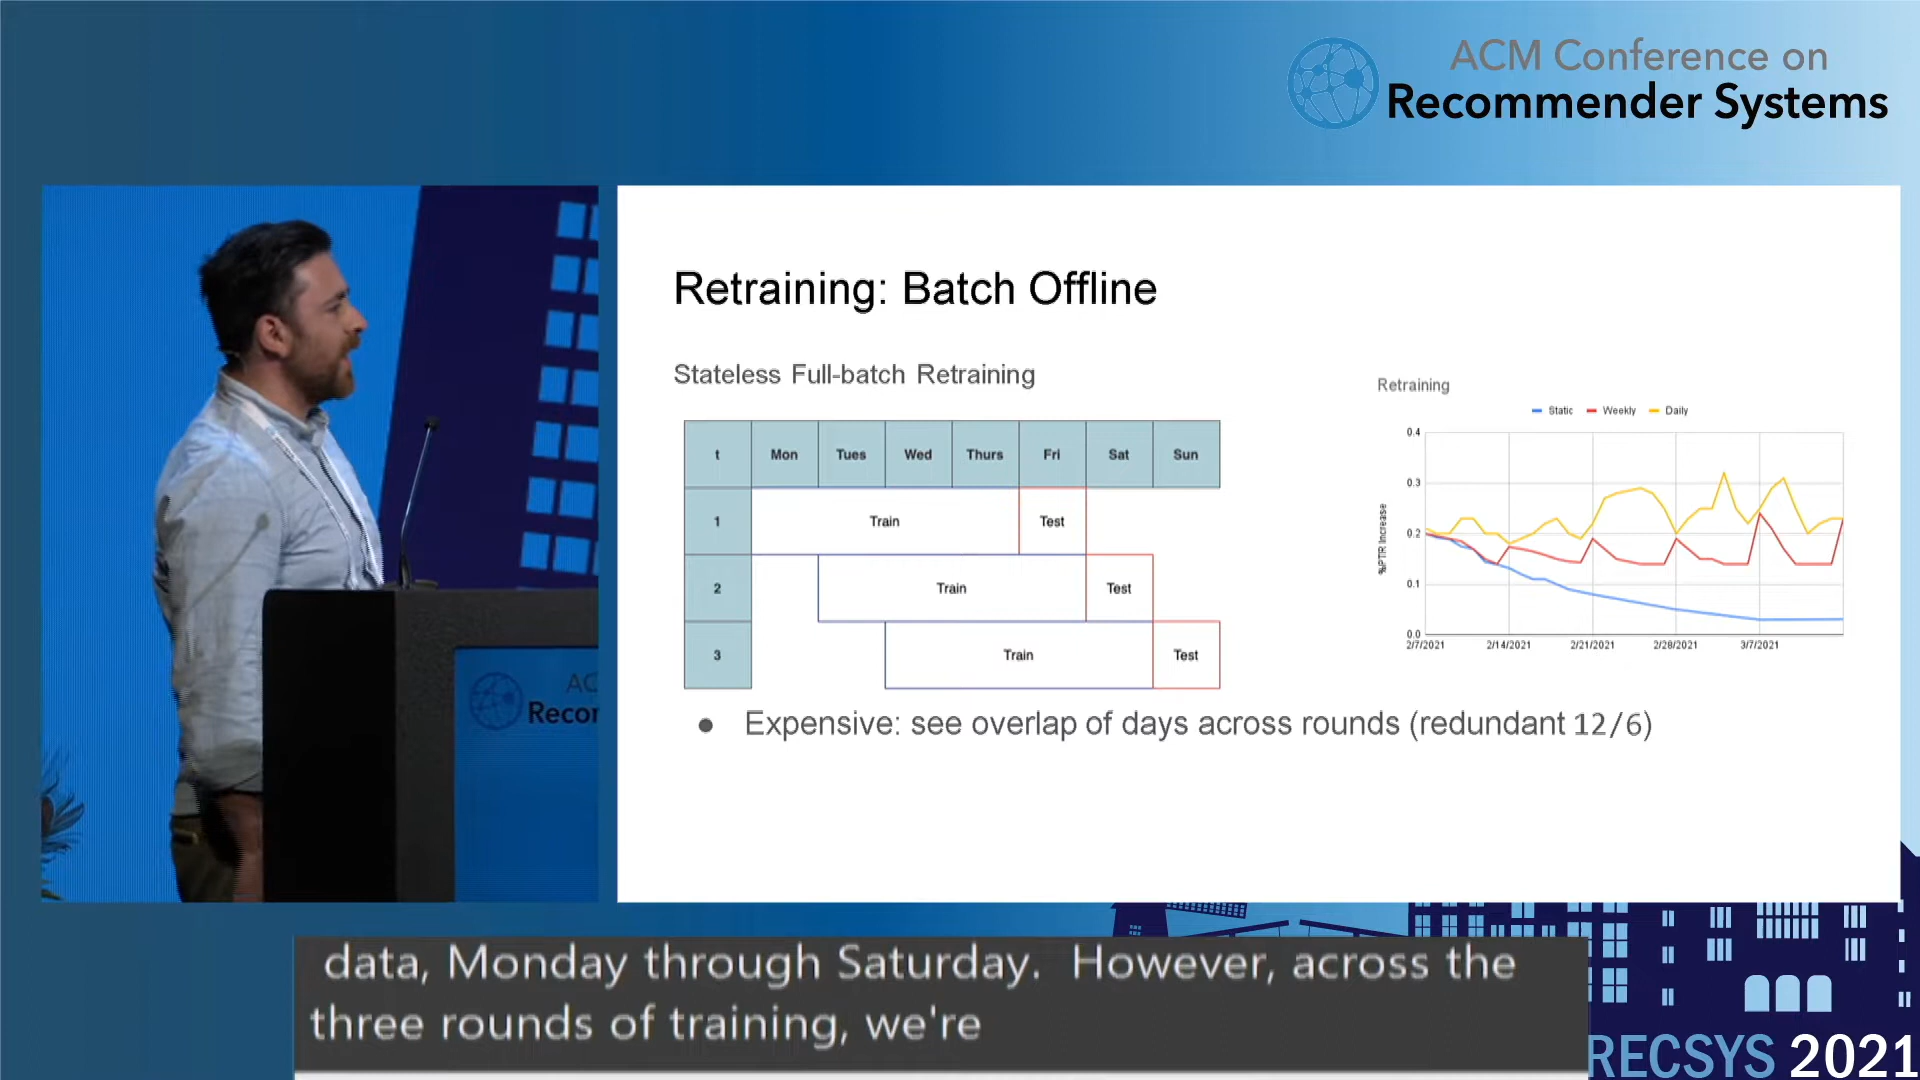 ACM Conference on
Recommender Systems
Retraining: Batch Offline
Stateless Full-batch Retraining
t Mon Tues Wed Thurs Fri Sat Sun
1 Train Test
2 Train Test
3 Train Test
Retraining
Static Weekly Daily
0.4
0.3
0.2
0.1
0.0
%PTR Increase
2/7/2021 2/14/2021 2/21/2021 2/28/2021 3/7/2021
● Expensive: see overlap of days across rounds (redundant 12/6)
AC
Recor
data, Monday through Saturday. However, across the
three rounds of training, we're
RECSYS 2021